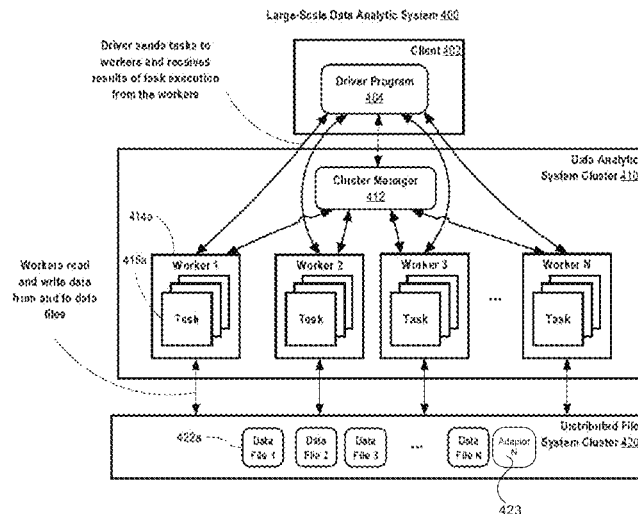 Large-Scale Data Analytic System 400
Driver sends tasks to
workers and receives
results of task execution
from the workers
Client 402
Driver Program
404
Data Analytic
System Cluster 410
Cluster Manager
412
414a
Worker 1
Worker 2
Worker 3
Worker N
416a
Workers read
and write data
from and to data
files
Task
Task
Task
...
Task
Distributed File
System Cluster 420
422a
Data
File 1
Data
File 2
Data
File 3
...
Data
File N
Adaptor
N
423